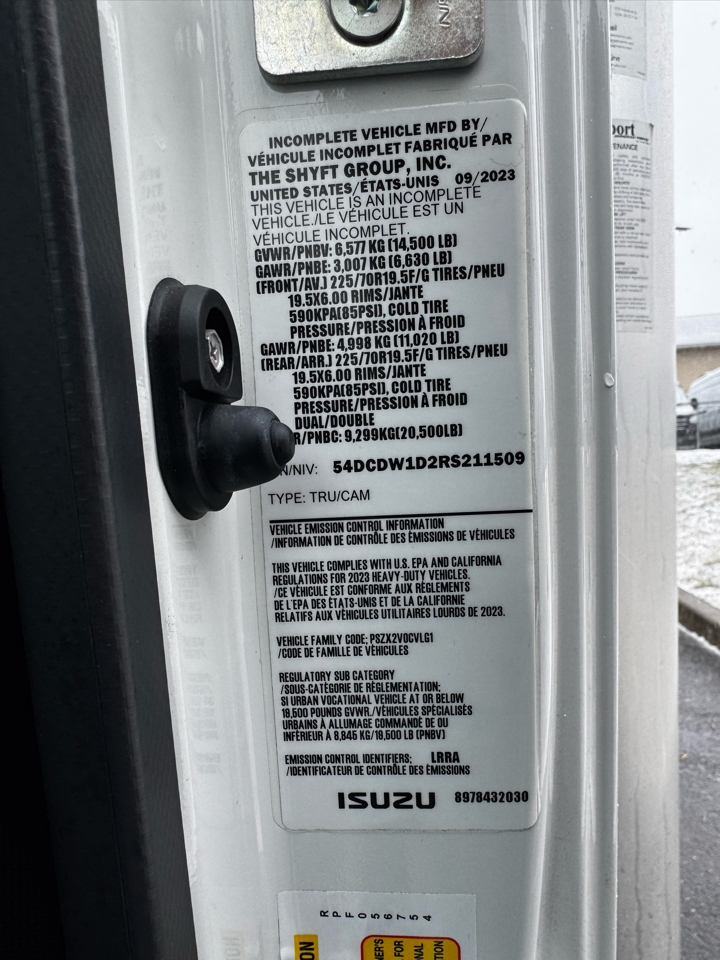 INCOMPLETE VEHICLE MFD BY/
VÉHICULE INCOMPLET FABRIQUÉ PAR
THE SHYFT GROUP, INC.
UNITED STATES/ÉTATS-UNIS 09/2023
THIS VEHICLE IS AN INCOMPLETE
VEHICLE./LE VÉHICULE EST UN
VÉHICULE INCOMPLET.
GVWR/PNBV: 6,577 KG (14,500 LB)
GAWR/PNBE: 3,007 KG (6,630 LB)
(FRONT/AV.) 225/70R19.5F/G TIRES/PNEU
19.5X6.00 RIMS/JANTE
590KPA(85PSI), COLD TIRE
PRESSURE/PRESSION À FROID
GAWR/PNBE: 4,998 KG (11,020 LB)
(REAR/ARR.) 225/70R19.5F/G TIRES/PNEU
19.5X6.00 RIMS/JANTE
590KPA(85PSI), COLD TIRE
PRESSURE/PRESSION À FROID
DUAL/DOUBLE
R/PNBC: 9,299KG(20,500LB)
N/NIV: 54DCDW1D2RS211509
TYPE: TRU/CAM
VEHICLE EMISSION CONTROL INFORMATION
/INFORMATION DE CONTRÔLE DES ÉMISSIONS DE VÉHICULES
THIS VEHICLE COMPLIES WITH U.S. EPA AND CALIFORNIA
REGULATIONS FOR 2023 HEAVY-DUTY VEHICLES.
/CE VÉHICULE EST CONFORME AUX RÈGLEMENTS
DE L'EPA DES ÉTATS-UNIS ET DE LA CALIFORNIE
RELATIFS AUX VÉHICULES UTILITAIRES LOURDS DE 2023.
VEHICLE FAMILY CODE; PSZX2VOCVLG1
/CODE DE FAMILLE DE VÉHICULES
REGULATORY SUB CATEGORY
/SOUS-CATÉGORIE DE RÈGLEMENTATION;
SI URBAN VOCATIONAL VEHICLE AT OR BELOW
19,500 POUNDS GVWR./VÉHICULES SPÉCIALISÉS
URBAINS À ALLUMAGE COMMANDÉ DE OU
INFÉRIEUR À 8,845 KG/19,500 LB (PNBV)
EMISSION CONTROL IDENTIFIERS; LRRA
/IDENTIFICATEUR DE CONTRÔLE DES ÉMISSIONS
ISUZU 8978432030
RPF056754